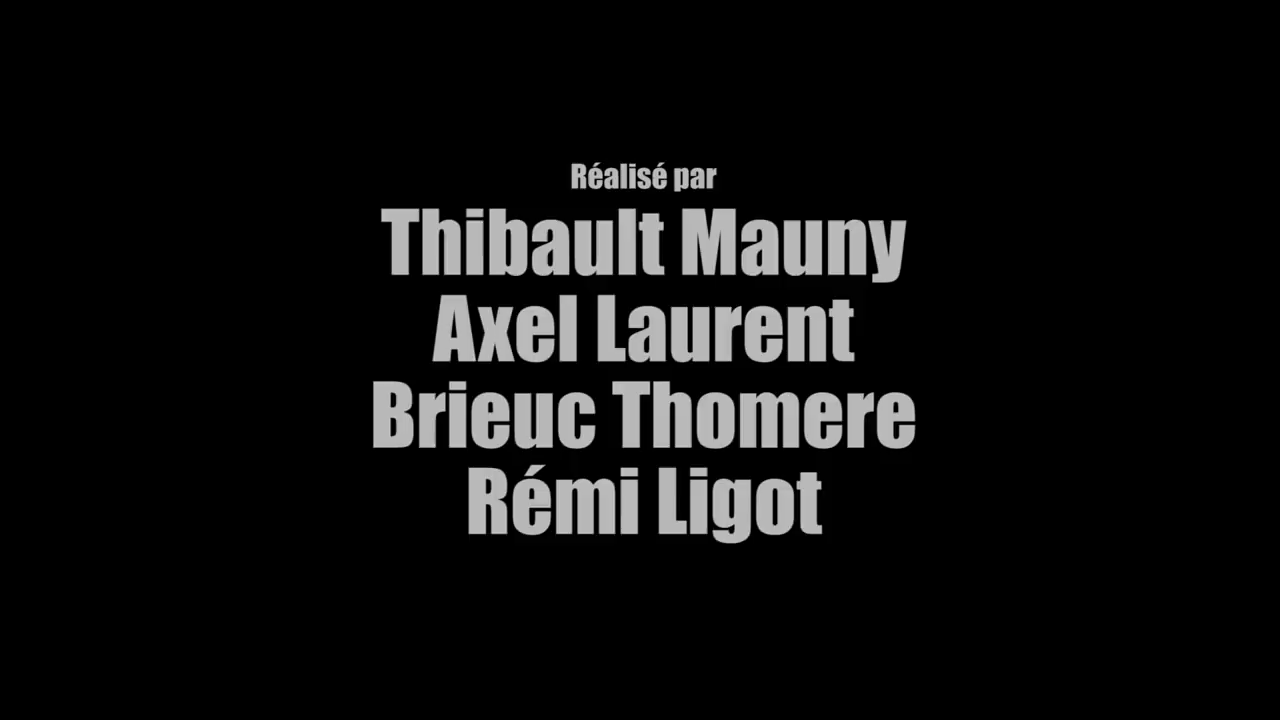 Réalisé par
Thibault Mauny
Axel Laurent
Brieuc Thomere
Rémi Ligot